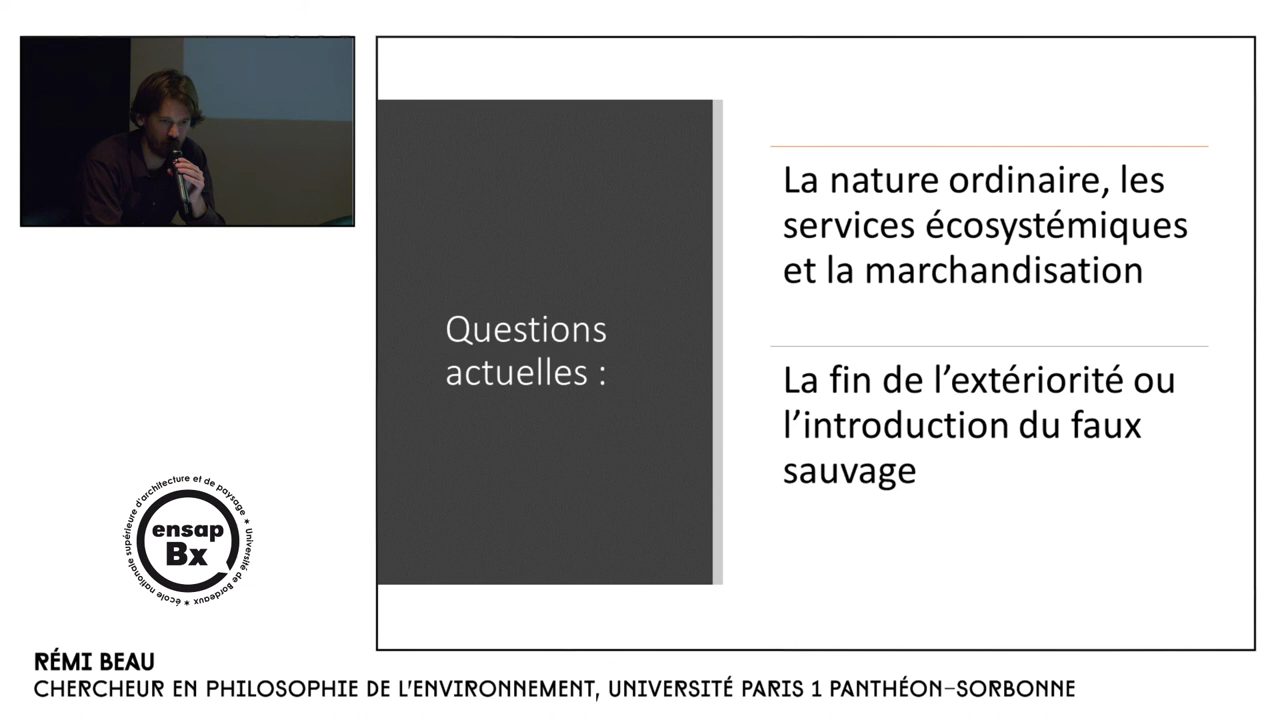 Questions
actuelles :
La nature ordinaire, les
services écosystémiques
et la marchandisation
La fin de l’extériorité ou
l’introduction du faux
sauvage
école nationale supérieure d'architecture et de paysage * Université de Bordeaux *
ensap
Bx
RÉMI BEAU
CHERCHEUR EN PHILOSOPHIE DE L'ENVIRONNEMENT, UNIVERSITÉ PARIS 1 PANTHÉON-SORBONNE